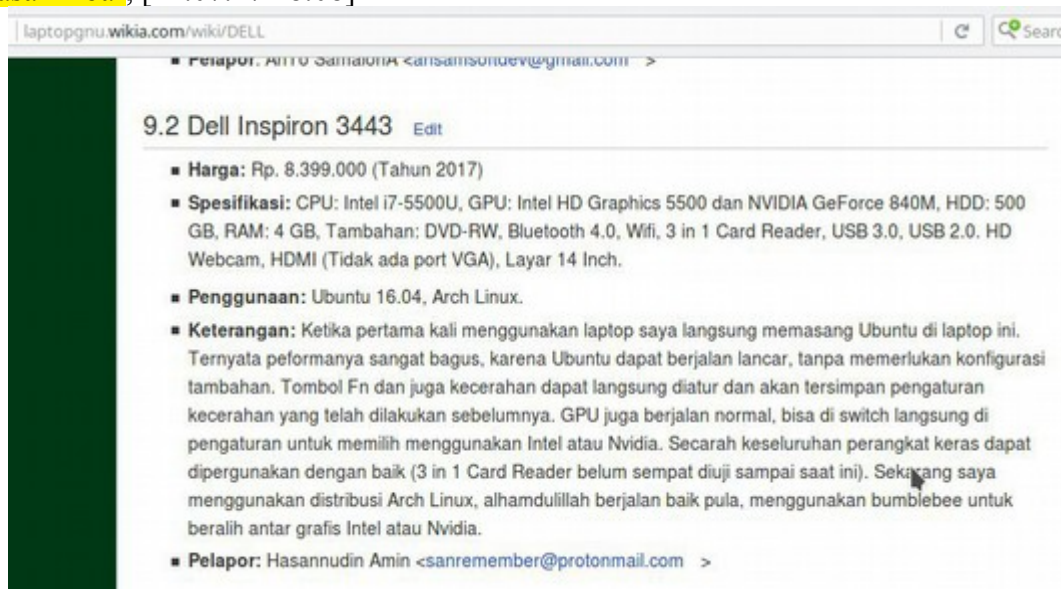 laptopgnu.wikia.com/wiki/DELL
Sear
Pelapor: <ansamsondev@gmail.com >
9.2 Dell Inspiron 3443 Edit
Harga: Rp. 8.399.000 (Tahun 2017)
Spesifikasi: CPU: Intel i7-5500U, GPU: Intel HD Graphics 5500 dan NVIDIA GeForce 840M, HDD: 500
GB, RAM: 4 GB, Tambahan: DVD-RW, Bluetooth 4.0, Wifi, 3 in 1 Card Reader, USB 3.0, USB 2.0. HD
Webcam, HDMI (Tidak ada port VGA), Layar 14 Inch.
Penggunaan: Ubuntu 16.04, Arch Linux.
Keterangan: Ketika pertama kali menggunakan laptop saya langsung memasang Ubuntu di laptop ini.
Ternyata peformanya sangat bagus, karena Ubuntu dapat berjalan lancar, tanpa memerlukan konfigurasi
tambahan. Tombol Fn dan juga kecerahan dapat langsung diatur dan akan tersimpan pengaturan
kecerahan yang telah dilakukan sebelumnya. GPU juga berjalan normal, bisa di switch langsung di
pengaturan untuk memilih menggunakan Intel atau Nvidia. Secarah keseluruhan perangkat keras dapat
dipergunakan dengan baik (3 in 1 Card Reader belum sempat diuji sampai saat ini). Sekarang saya
menggunakan distribusi Arch Linux, alhamdulillah berjalan baik pula, menggunakan bumblebee untuk
beralih antar grafis Intel atau Nvidia.
Pelapor: Hasannudin Amin <sanremember@protonmail.com >